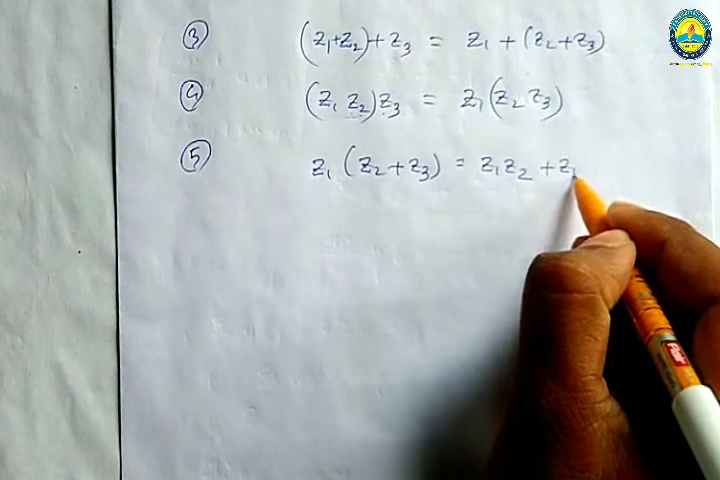 ③ (z₁+z₂)+z₃ = z₁ + (z₂+z₃)
④ (z₁ z₂)z₃ = z₁(z₂ z₃)
⑤ z₁ (z₂+z₃) = z₁z₂ + z₁